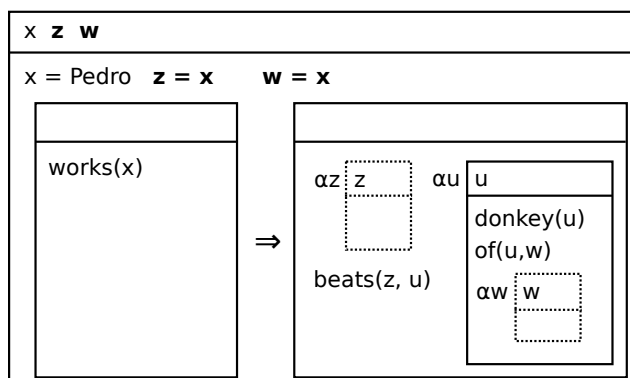 x z w
x = Pedro z = x w = x
works(x)
⇒
αz z
beats(z, u)
αu u
donkey(u)
of(u,w)
αw w